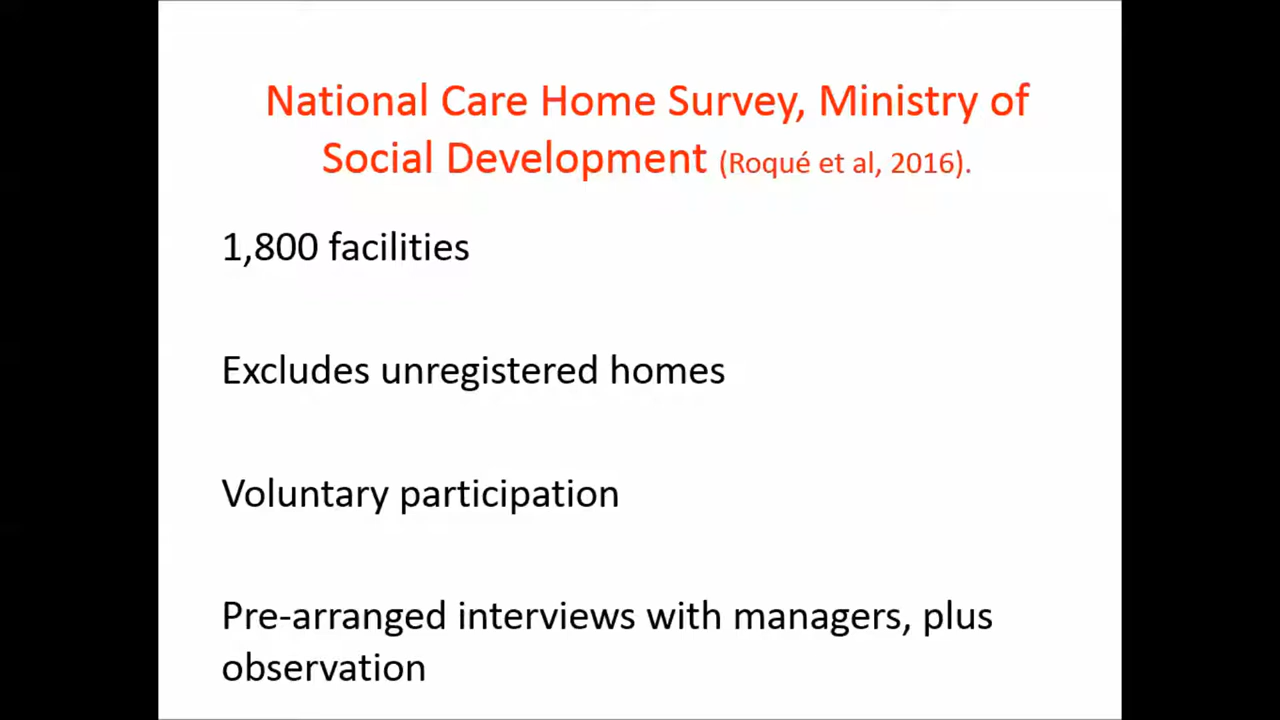 National Care Home Survey, Ministry of
Social Development (Roqué et al, 2016).
1,800 facilities
Excludes unregistered homes
Voluntary participation
Pre-arranged interviews with managers, plus
observation